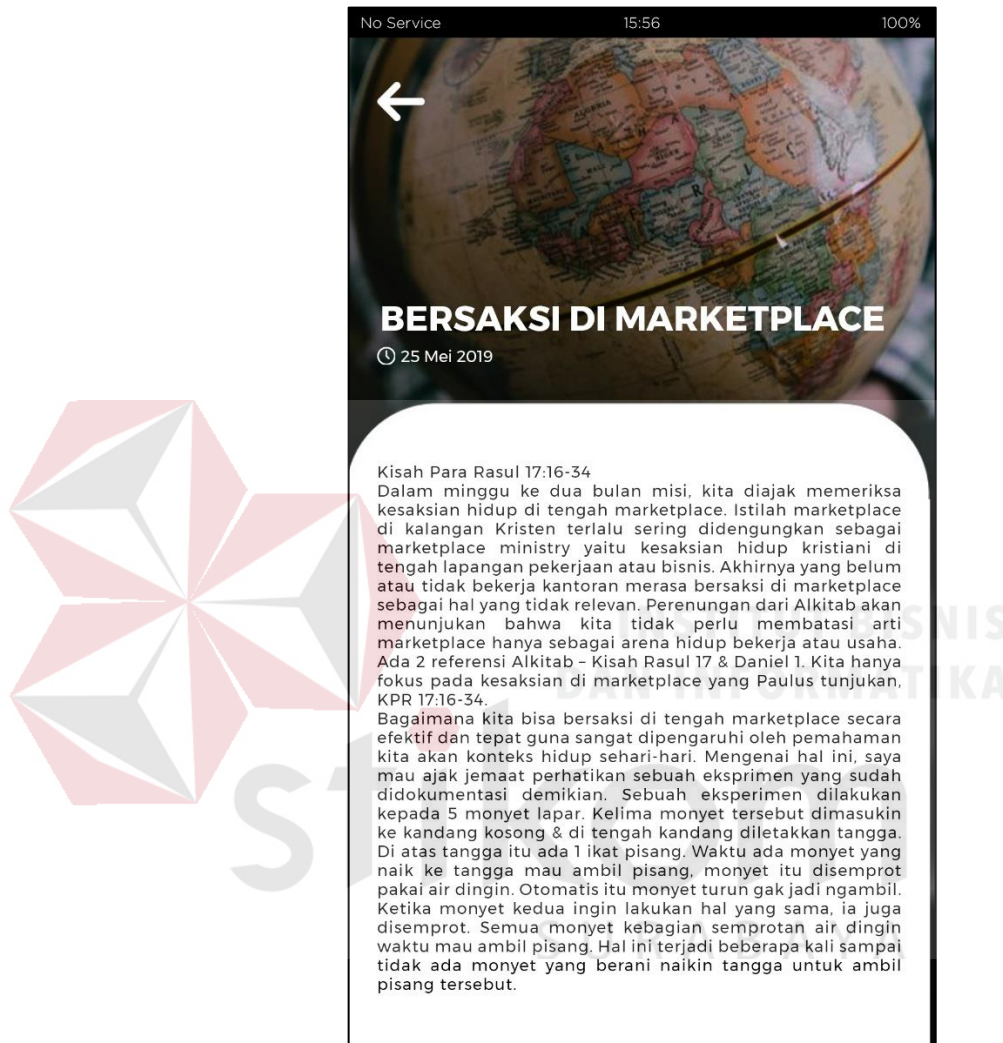 No Service 15:56 100%
BERSAKSI DI MARKETPLACE
25 Mei 2019
Kisah Para Rasul 17:16-34
Dalam minggu ke dua bulan misi, kita diajak memeriksa
kesaksian hidup di tengah marketplace. Istilah marketplace
di kalangan Kristen terlalu sering didengungkan sebagai
marketplace ministry yaitu kesaksian hidup kristiani di
tengah lapangan pekerjaan atau bisnis. Akhirnya yang belum
atau tidak bekerja kantoran merasa bersaksi di marketplace
sebagai hal yang tidak relevan. Perenungan dari Alkitab akan
menunjukan bahwa kita tidak perlu membatasi arti
marketplace hanya sebagai arena hidup bekerja atau usaha.
Ada 2 referensi Alkitab – Kisah Rasul 17 & Daniel 1. Kita hanya
fokus pada kesaksian di marketplace yang Paulus tunjukan,
KPR 17:16-34.
Bagaimana kita bisa bersaksi di tengah marketplace secara
efektif dan tepat guna sangat dipengaruhi oleh pemahaman
kita akan konteks hidup sehari-hari. Mengenai hal ini, saya
mau ajak jemaat perhatikan sebuah eksprimen yang sudah
didokumentasi demikian. Sebuah eksperimen dilakukan
kepada 5 monyet lapar. Kelima monyet tersebut dimasukin
ke kandang kosong & di tengah kandang diletakkan tangga.
Di atas tangga itu ada 1 ikat pisang. Waktu ada monyet yang
naik ke tangga mau ambil pisang, monyet itu disemprot
pakai air dingin. Otomatis itu monyet turun gak jadi ngambil.
Ketika monyet kedua ingin lakukan hal yang sama, ia juga
disemprot. Semua monyet kebagian semprotan air dingin
waktu mau ambil pisang. Hal ini terjadi beberapa kali sampai
tidak ada monyet yang berani naikin tangga untuk ambil
pisang tersebut.
INSTITUT BISNIS
DAN INFORMATIKA
stikom
SURABAYA